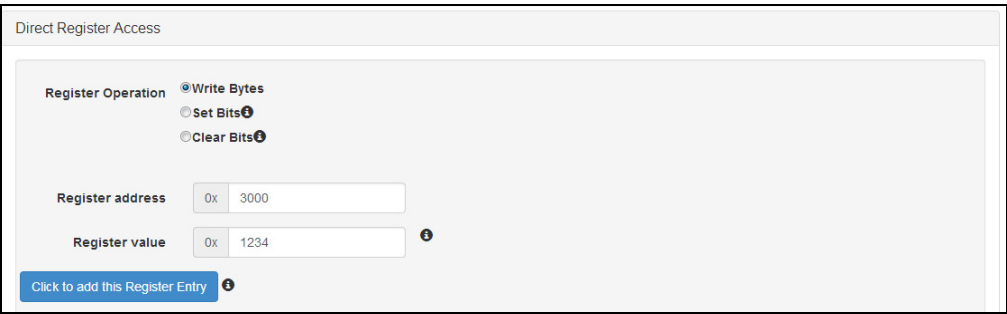 Direct Register Access
Register Operation Write Bytes
Set Bits
Clear Bits
Register address 0x 3000
Register value 0x 1234
Click to add this Register Entry